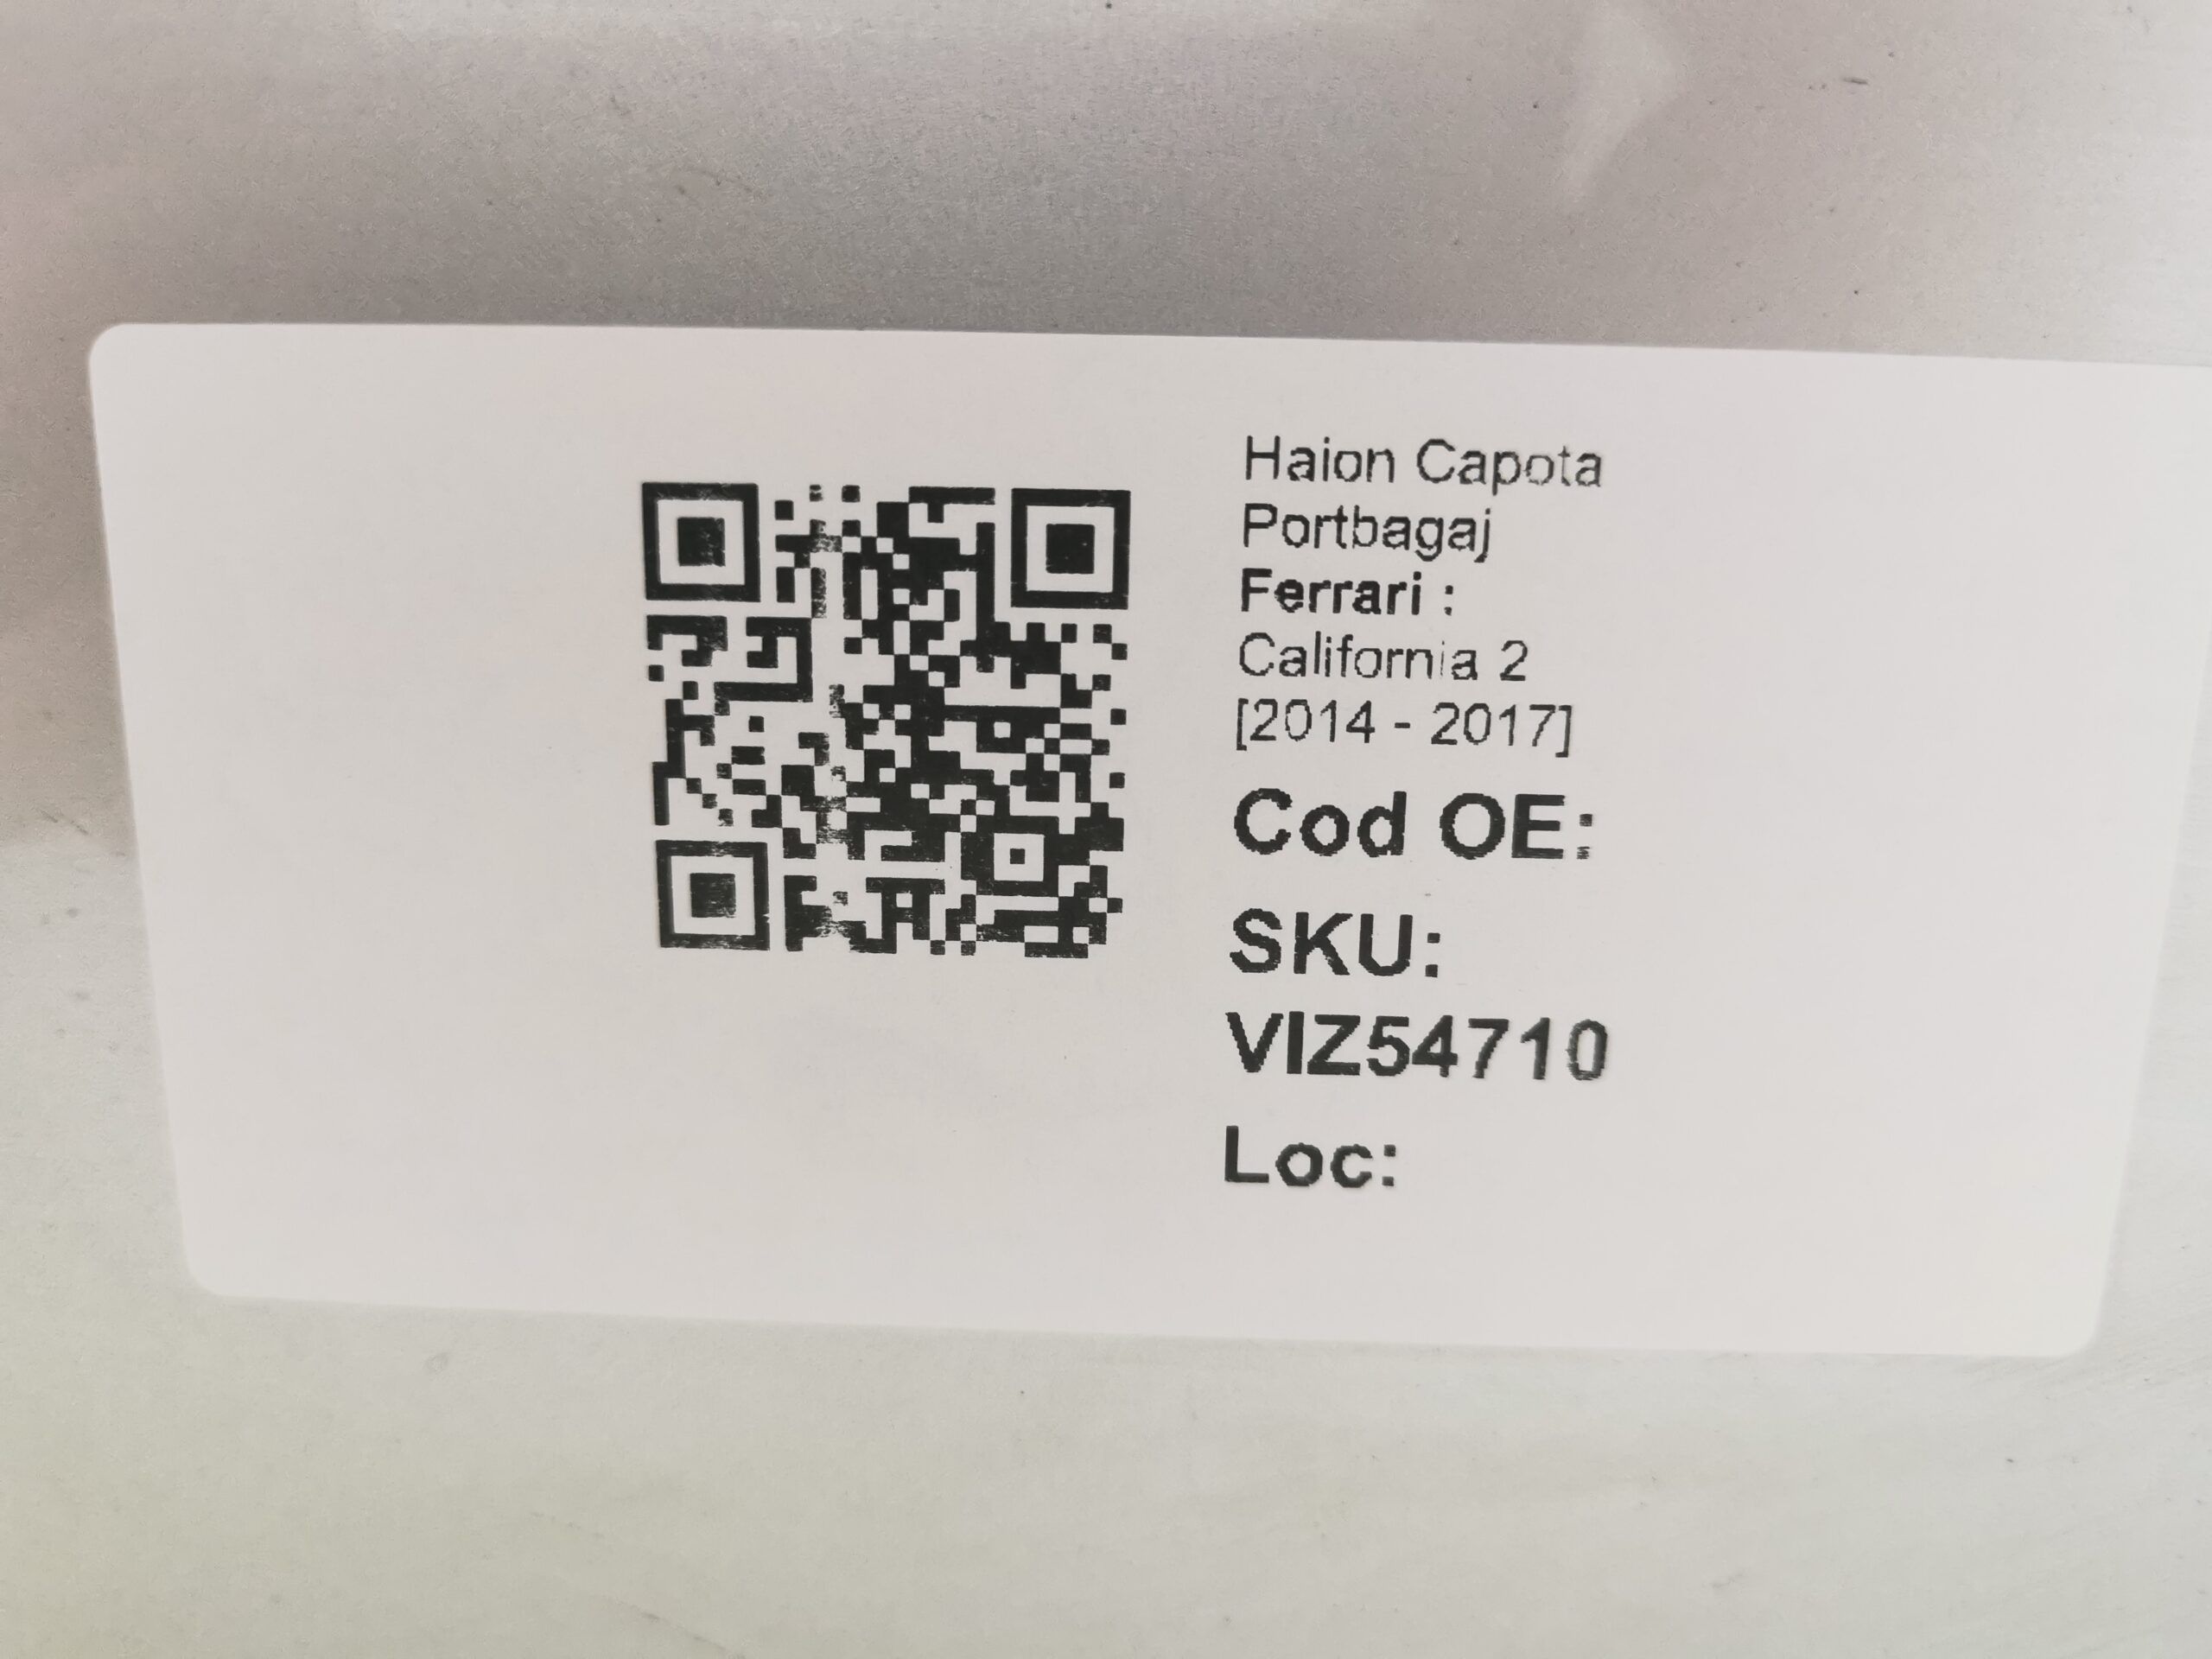 Haion Capota
Portbagaj
Ferrari :
California 2
[2014 - 2017]
Cod OE:
SKU:
VIZ54710
Loc: